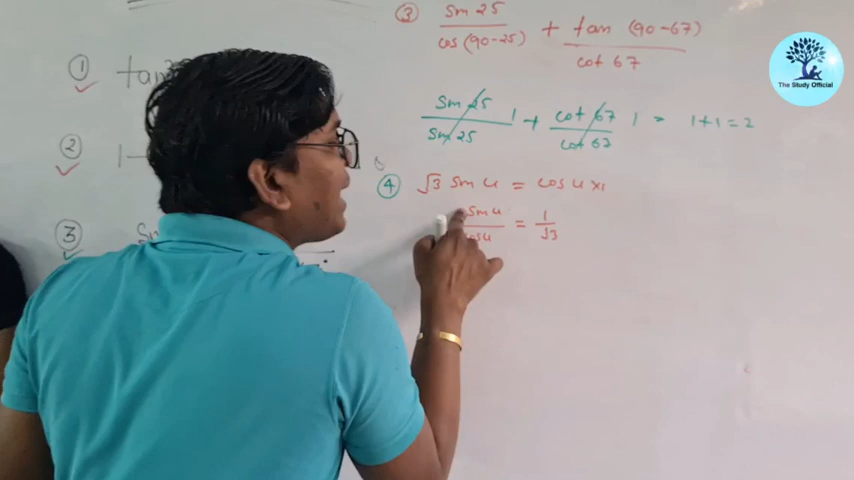 ①
tan
②
1-
③
③ sin 25 / cos(90-25) + tan (90-67) / cot 67
sin 25 / sin 25 1 + cot 67 / cot 67 1 = 1+1=2
④ √3 sin u = cos u x1
sin u / cos u = 1 / √3
The Study Official